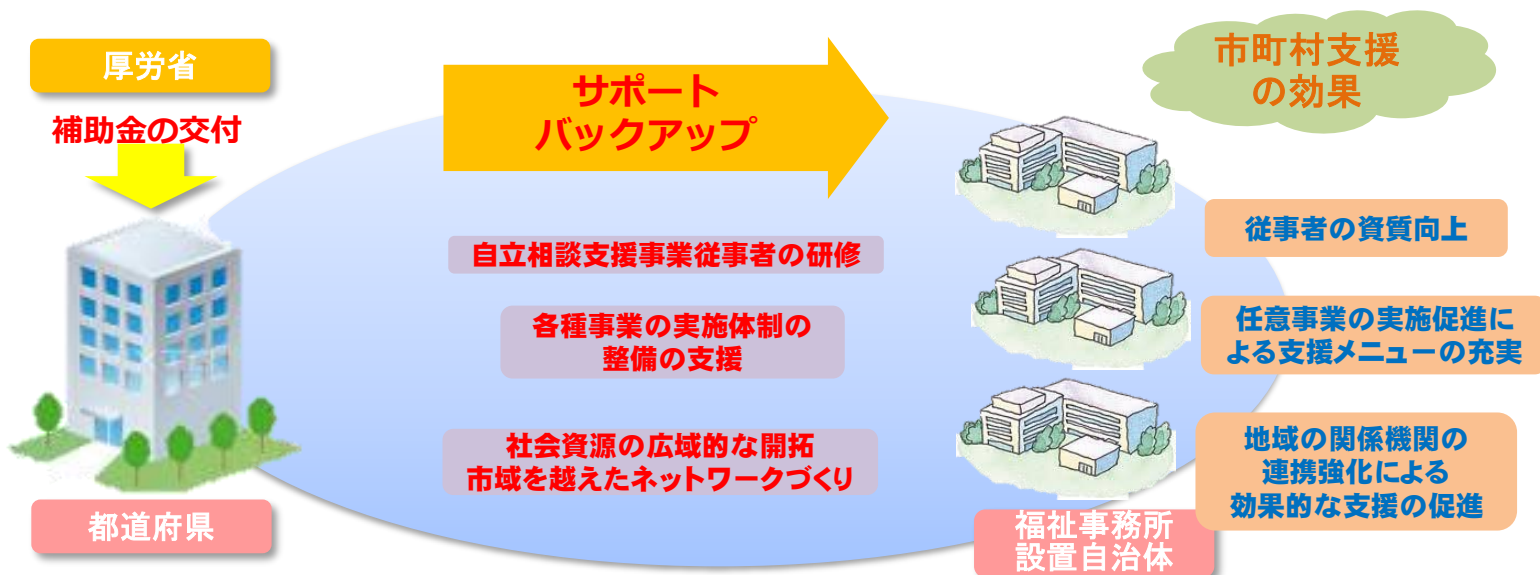 厚労省
補助金の交付
都道府県
サポート
バックアップ
自立相談支援事業従事者の研修
各種事業の実施体制の
整備の支援
社会資源の広域的な開拓
市域を越えたネットワークづくり
福祉事務所
設置自治体
市町村支援
の効果
従事者の資質向上
任意事業の実施促進に
よる支援メニューの充実
地域の関係機関の
連携強化による
効果的な支援の促進